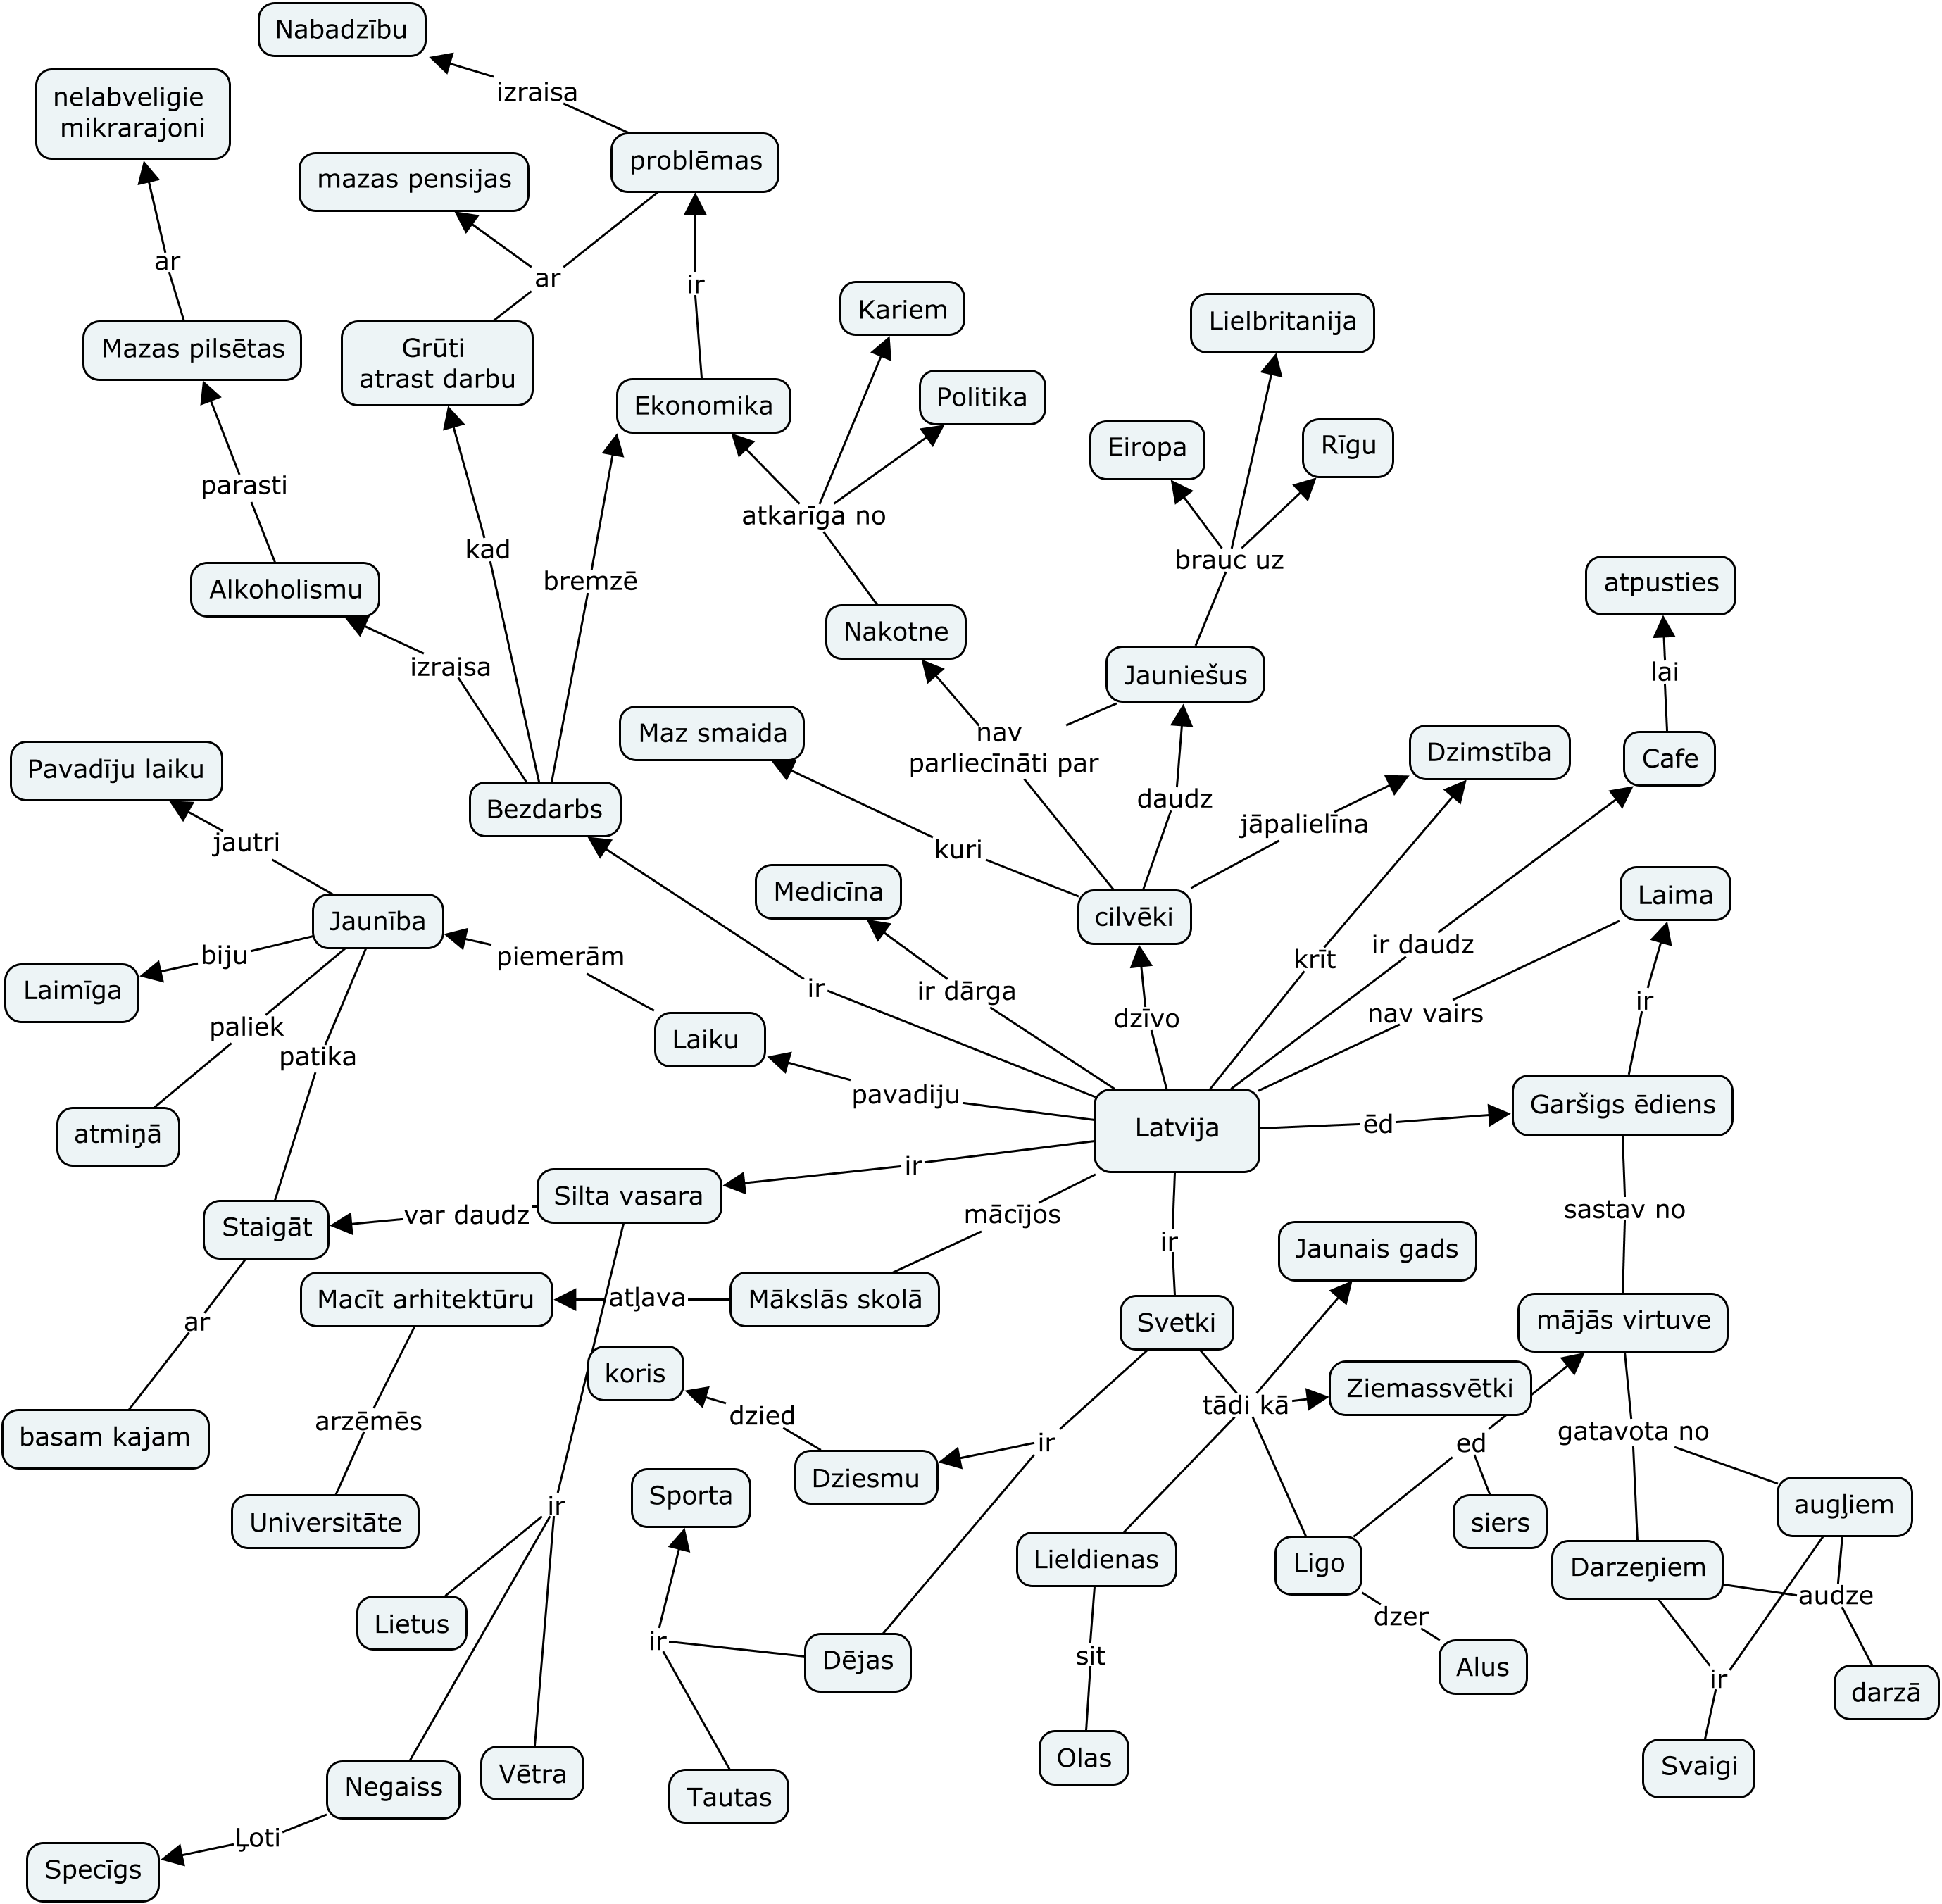 Nabadzību
izraisa
nelabveligie
mikrarajoni
problēmas
mazas pensijas
ar
ar
ir
Kariem
Lielbritanija
Mazas pilsētas
Grūti
atrast darbu
Ekonomika
Politika
Eiropa
Rīgu
parasti
atkarīga no
kad
brauc uz
bremzē
Alkoholismu
atpusties
Nakotne
izraisa
lai
Jauniešus
Maz smaida
nav
parliecīnāti par
Dzimstība
Cafe
Pavadīju laiku
Bezdarbs
daudz
jāpalielīna
jautri
kuri
Medicīna
Laima
Jaunība
cilvēki
biju
piemerām
ir daudz
krīt
Laimīga
ir
ir dārga
ir
paliek
dzīvo
nav vairs
patika
Laiku
pavadiju
Garšigs ēdiens
atmiņā
Latvija
ēd
ir
Silta vasara
var daudz
mācījos
sastav no
Staigāt
ir
Jaunais gads
Macīt arhitektūru
atļava
Mākslās skolā
ar
Svetki
mājās virtuve
koris
Ziemassvētki
dzied
tādi kā
arzēmēs
basam kajam
ir
ed
gatavota no
Dziesmu
Sporta
Universitāte
ir
siers
augļiem
Lieldienas
Ligo
Darzeņiem
audze
Lietus
dzer
ir
Dējas
sit
Alus
ir
darzā
Olas
Svaigi
Negaiss
Vētra
Tautas
Ļoti
Specīgs